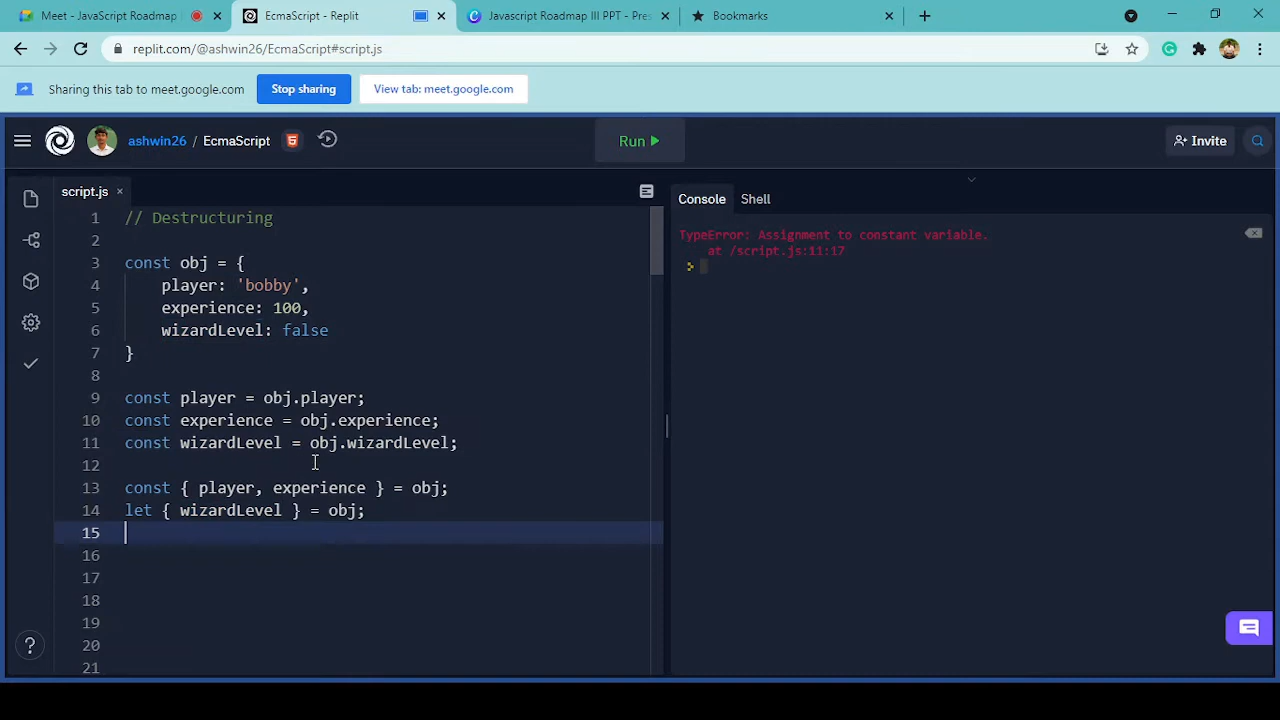 Meet - JavaScript Roadmap
EcmaScript - Replit
Javascript Roadmap III PPT - Pres
Bookmarks
replit.com/@ashwin26/EcmaScript#script.js
Sharing this tab to meet.google.com
Stop sharing
View tab: meet.google.com
ashwin26 / EcmaScript
Run
Invite
script.js
Console
Shell
1 // Destructuring
2
3 const obj = {
4 player: 'bobby',
5 experience: 100,
6 wizardLevel: false
7 }
8
9 const player = obj.player;
10 const experience = obj.experience;
11 const wizardLevel = obj.wizardLevel;
12
13 const { player, experience } = obj;
14 let { wizardLevel } = obj;
15
16
17
18
19
20
21
TypeError: Assignment to constant variable.
at /script.js:11:17